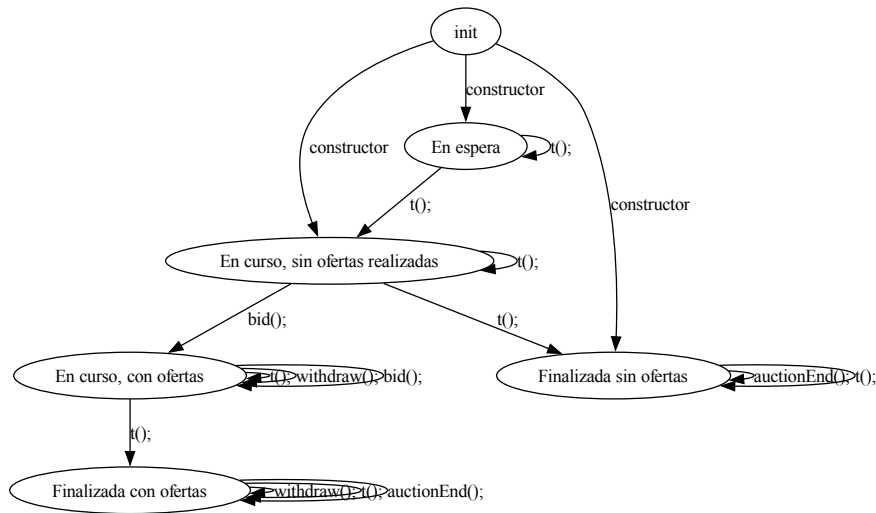 init
constructor
constructor
En espera
t();
constructor
t();
En curso, sin ofertas realizadas
t();
bid();
t();
En curso, con ofertas
t(); withdraw(); bid();
Finalizada sin ofertas
auctionEnd(); t();
t();
Finalizada con ofertas
withdraw(); t(); auctionEnd();